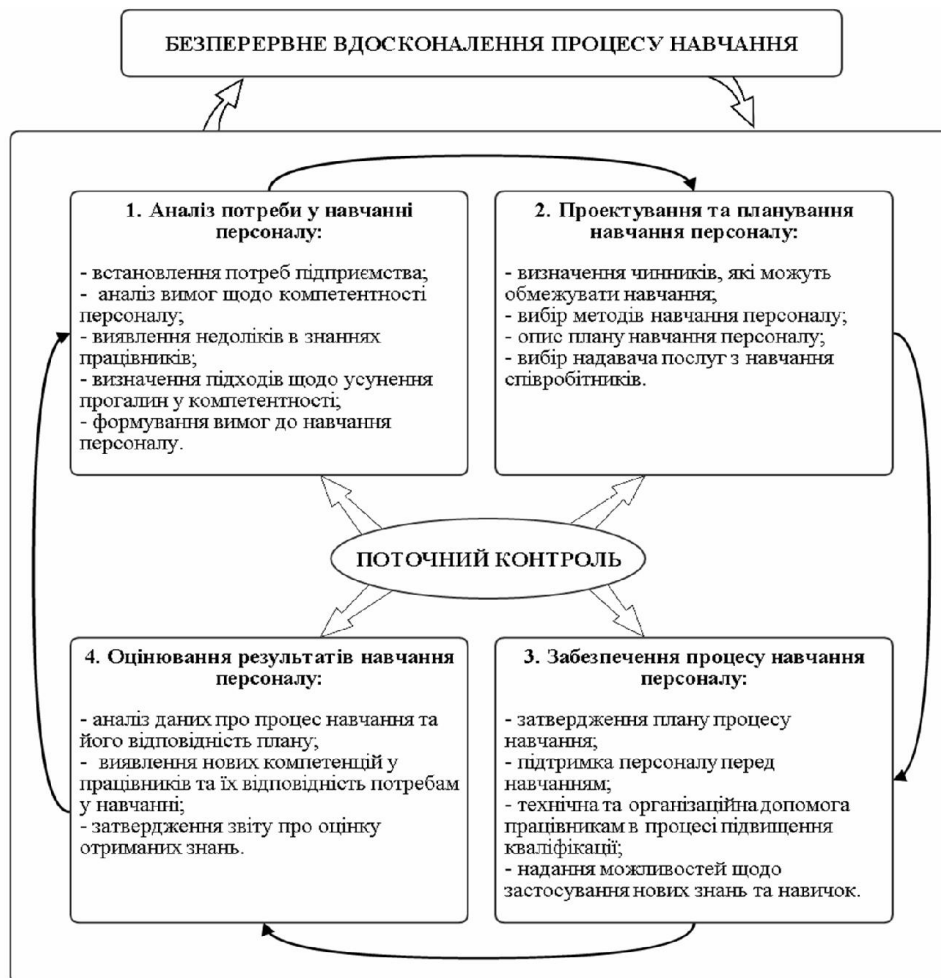 БЕЗПЕРЕРВНЕ ВДОСКОНАЛЕННЯ ПРОЦЕСУ НАВЧАННЯ
1. Аналіз потреби у навчанні
персоналу:
- встановлення потреб підприємства;
- аналіз вимог щодо компетентності
персоналу;
- виявлення недоліків в знаннях
працівників;
- визначення підходів щодо усунення
прогалин у компетентності;
- формування вимог до навчання
персоналу.
2. Проектування та планування
навчання персоналу:
- визначення чинників, які можуть
обмежувати навчання;
- вибір методів навчання персоналу;
- опис плану навчання персоналу;
- вибір надавача послуг з навчання
співробітників.
ПОТОЧНИЙ КОНТРОЛЬ
4. Оцінювання результатів навчання
персоналу:
- аналіз даних про процес навчання та
його відповідність плану;
- виявлення нових компетенцій у
працівників та їх відповідність потребам
у навчанні;
- затвердження звіту про оцінку
отриманих знань.
3. Забезпечення процесу навчання
персоналу:
- затвердження плану процесу
навчання;
- підтримка персоналу перед
навчанням;
- технічна та організаційна допомога
працівникам в процесі підвищення
кваліфікації;
- надання можливостей щодо
застосування нових знань та навичок.